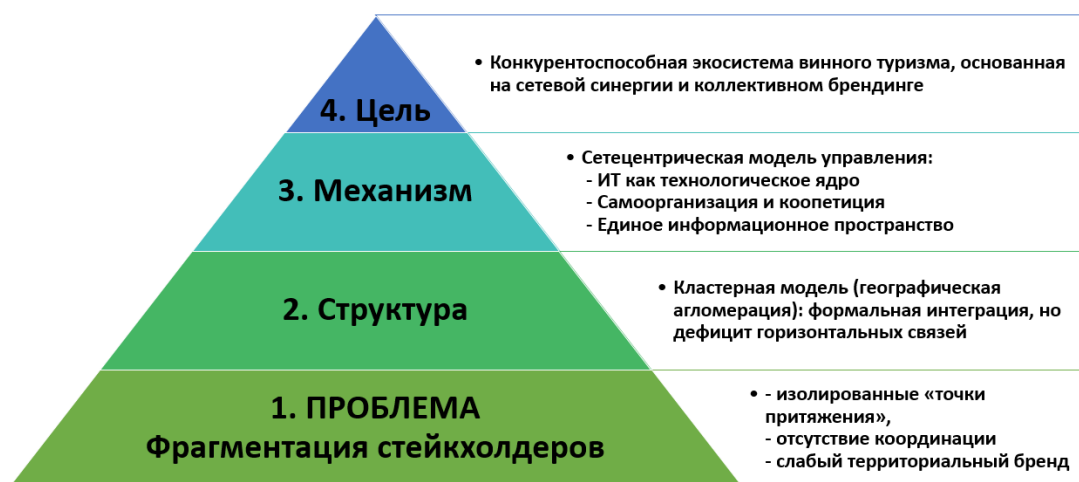 4. Цель
• Конкурентоспособная экосистема винного туризма, основанная
на сетевой синергии и коллективном брендинге
3. Механизм
• Сетецентрическая модель управления:
- ИТ как технологическое ядро
- Самоорганизация и коопетиция
- Единое информационное пространство
2. Структура
• Кластерная модель (географическая
агломерация): формальная интеграция, но
дефицит горизонтальных связей
1. ПРОБЛЕМА
Фрагментация стейкхолдеров
• - изолированные «точки
притяжения»,
- отсутствие координации
- слабый территориальный бренд